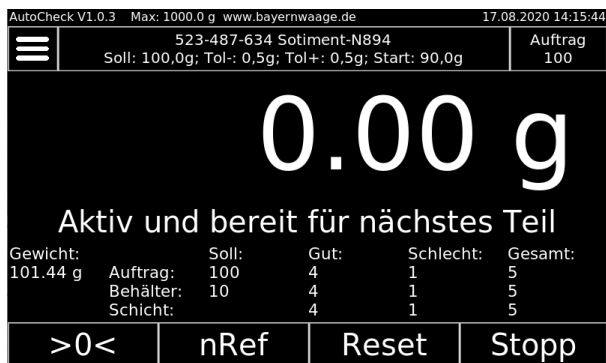 AutoCheck V1.0.3 Max: 1000.0 g www.bayernwaage.de 17.08.2020 14:15:44
523-487-634 Sotiment-N894 Auftrag
Soll: 100,0g; Tol-: 0,5g; Tol+: 0,5g; Start: 90,0g 100
0.00 g
Aktiv und bereit für nächstes Teil
Gewicht: Soll: Gut: Schlecht: Gesamt:
101.44 g Auftrag: 100 4 1 5
Behälter: 10 4 1 5
Schicht: 4 1 5
>0< nRef Reset Stopp